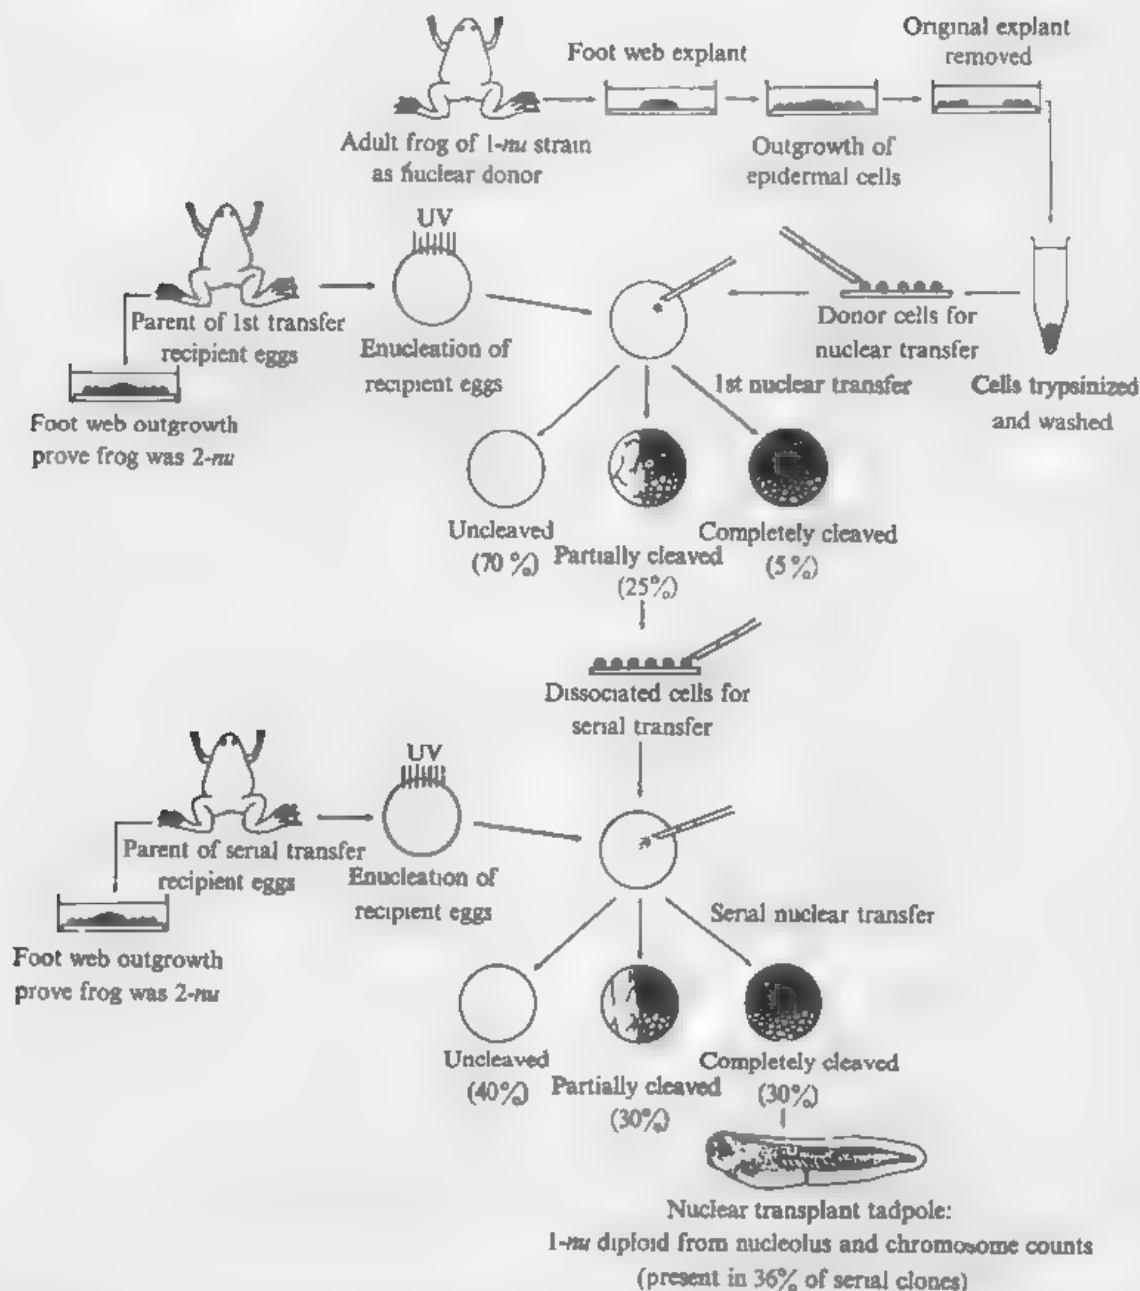 Foot web explant
Original explant
removed
Adult frog of 1-nu strain
as nuclear donor
Outgrowth of
epidermal cells
UV
Parent of 1st transfer
recipient eggs
Enucleation of
recipient eggs
Donor cells for
nuclear transfer
1st nuclear transfer
Cells trypsinized
and washed
Foot web outgrowth
prove frog was 2-nu
Uncleaved
(70%)
Partially cleaved
(25%)
Completely cleaved
(5%)
Dissociated cells for
serial transfer
UV
Parent of serial transfer
recipient eggs
Enucleation of
recipient eggs
Serial nuclear transfer
Foot web outgrowth
prove frog was 2-nu
Uncleaved
(40%)
Partially cleaved
(30%)
Completely cleaved
(30%)
Nuclear transplant tadpole:
1-nu diploid from nucleolus and chromosome counts
(present in 36% of serial clones)